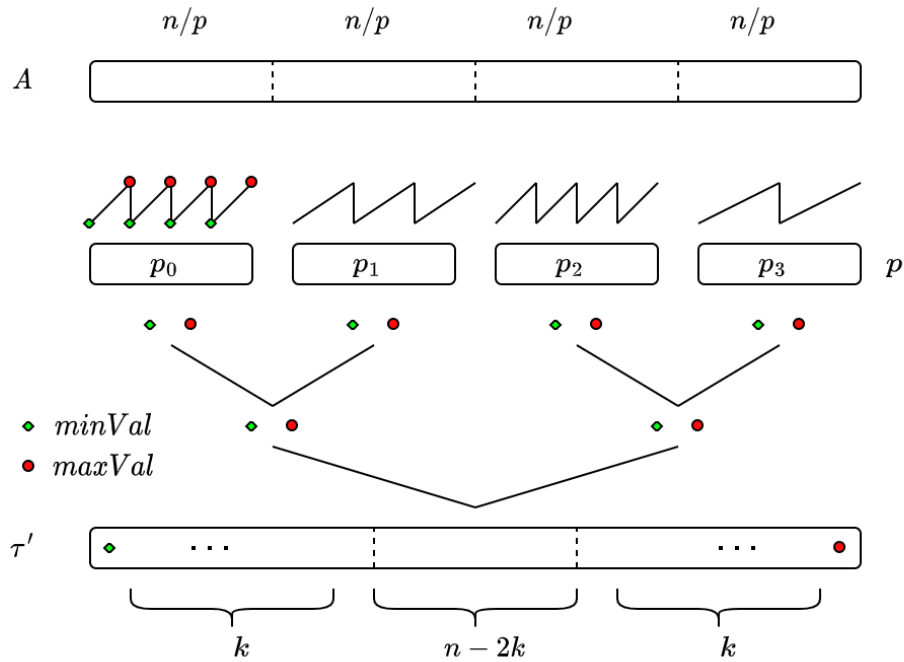 n/p n/p n/p n/p
A
p₀ p₁ p₂ p₃ p
minVal
maxVal
τ′ ... ...
k n − 2k k